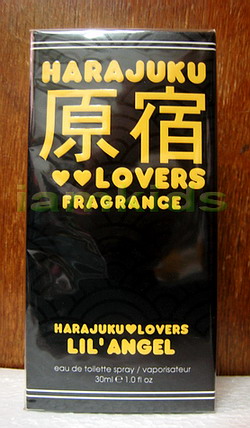 HARAJUKU
原宿
♥♥LOVERS
FRAGRANCE
HARAJUKU♥LOVERS
LIL' ANGEL
eau de toilette spray / vaporisateur
30ml ℮ 1.0 fl oz